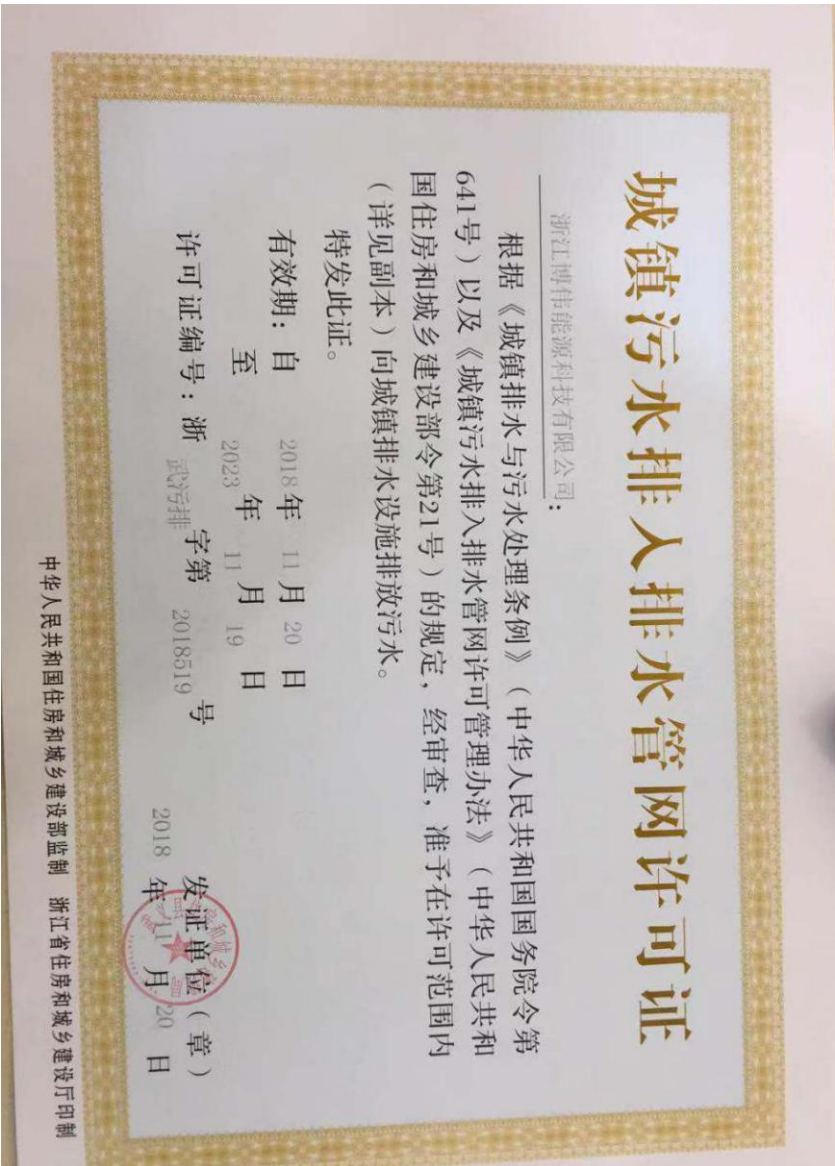 城镇污水排入排水管网许可证
浙江博伟能源科技有限公司：
根据《城镇排水与污水处理条例》（中华人民共和国国务院令第
641号）以及《城镇污水排入排水管网许可管理办法》（中华人民共和
国住房和城乡建设部令第21号）的规定，经审查，准予在许可范围内
（详见副本）向城镇排水设施排放污水。
特发此证。
有效期：自 2018 年 11 月 20 日
至 2023 年 11 月 19 日
许可证编号：浙 武污排 字第 2018519 号
发证单位（章）
2018 年 11 月 20 日
中华人民共和国住房和城乡建设部监制 浙江省住房和城乡建设厅印制